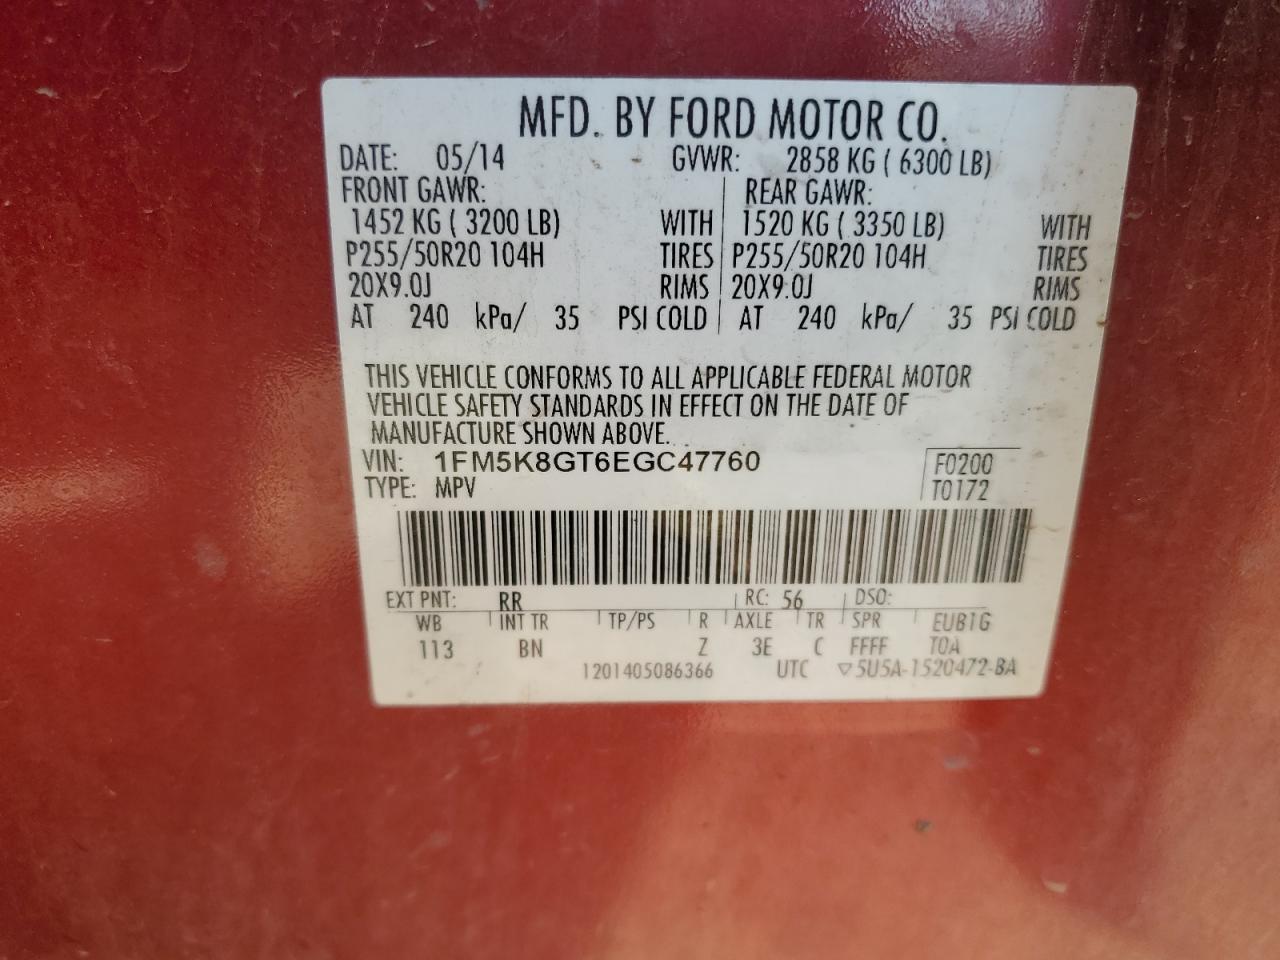 MFD. BY FORD MOTOR CO.
DATE: 05/14 GVWR: 2858 KG ( 6300 LB)
FRONT GAWR: REAR GAWR:
1452 KG ( 3200 LB) WITH 1520 KG ( 3350 LB) WITH
P255/50R20 104H TIRES P255/50R20 104H TIRES
20X9.0J RIMS 20X9.0J RIMS
AT 240 kPa/ 35 PSI COLD AT 240 kPa/ 35 PSI COLD
THIS VEHICLE CONFORMS TO ALL APPLICABLE FEDERAL MOTOR
VEHICLE SAFETY STANDARDS IN EFFECT ON THE DATE OF
MANUFACTURE SHOWN ABOVE.
VIN: 1FM5K8GT6EGC47760 F0200
TYPE: MPV T0172
EXT PNT: RR RC: 56 DSO:
WB INT TR TP/PS R AXLE TR SPR EUB1G
113 BN Z 3E C FFFF T0A
1201405086366 UTC ▽5U5A-1520472-BA